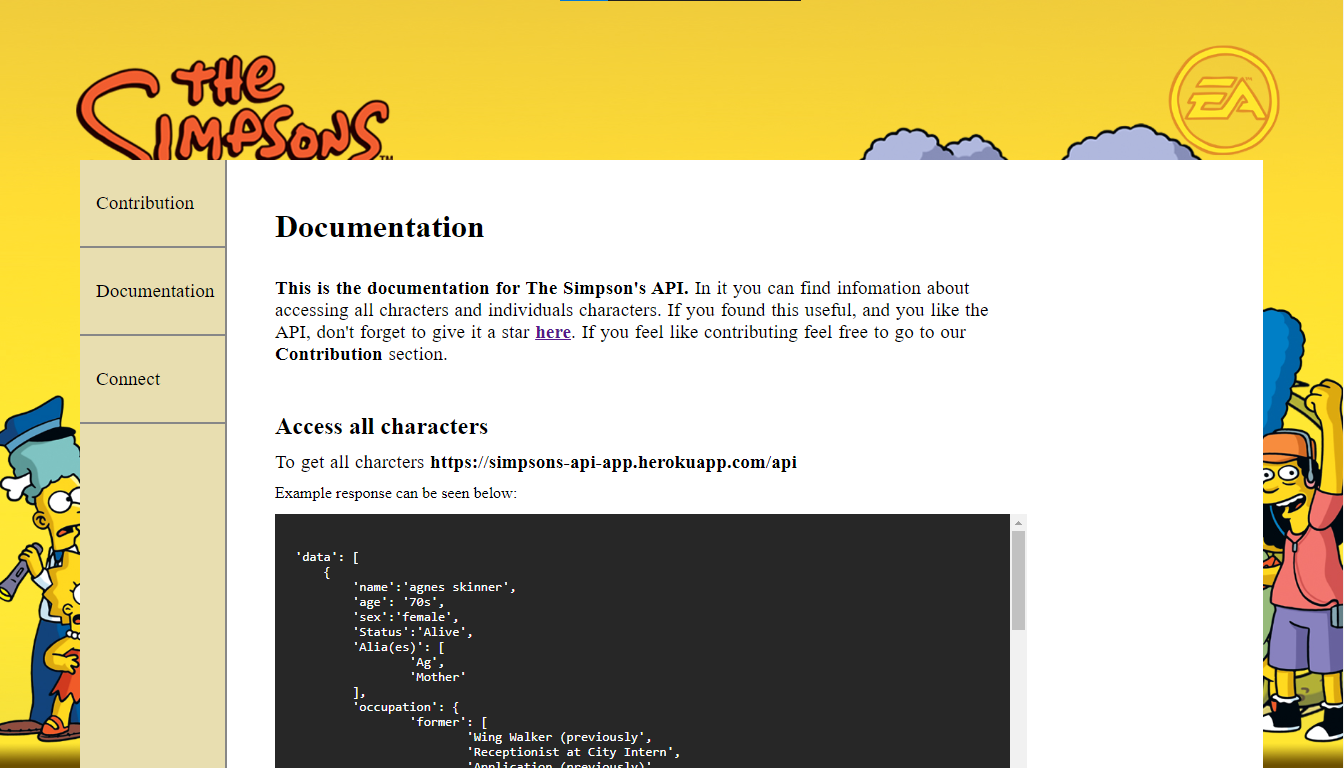 THE
SIMPSONS
TM
EA
Contribution
Documentation
Connect
Documentation
This is the documentation for The Simpson's API. In it you can find infomation about
accessing all chracters and individuals characters. If you found this useful, and you like the
API, don't forget to give it a star here. If you feel like contributing feel free to go to our
Contribution section.
Access all characters
To get all charcters https://simpsons-api-app.herokuapp.com/api
Example response can be seen below:
'data': [
{
'name':'agnes skinner',
'age': '70s',
'sex':'female',
'Status':'Alive',
'Alia(es)': [
'Ag',
'Mother'
],
'occupation': {
'former': [
'Wing Walker (previously',
'Receptionist at City Intern',
'Application (previously)'